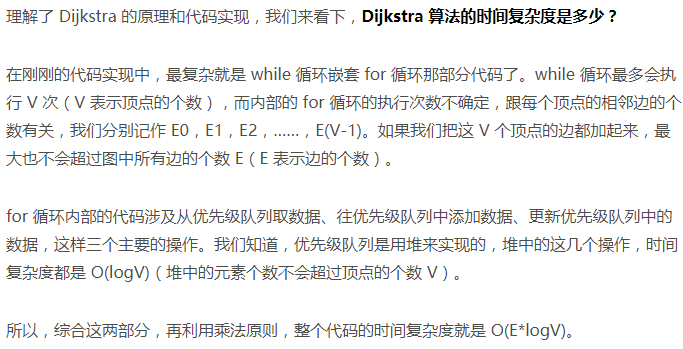 理解了 Dijkstra 的原理和代码实现，我们来看下，Dijkstra 算法的时间复杂度是多少？
在刚刚的代码实现中，最复杂就是 while 循环嵌套 for 循环那部分代码了。while 循环最多会执
行 V 次（V 表示顶点的个数），而内部的 for 循环的执行次数不确定，跟每个顶点的相邻边的个
数有关，我们分别记作 E0，E1，E2，……，E(V-1)。如果我们把这 V 个顶点的边都加起来，最
大也不会超过图中所有边的个数 E（E 表示边的个数）。
for 循环内部的代码涉及从优先级队列取数据、往优先级队列中添加数据、更新优先级队列中的
数据，这样三个主要的操作。我们知道，优先级队列是用堆来实现的，堆中的这几个操作，时间
复杂度都是 O(logV)（堆中的元素个数不会超过顶点的个数 V）。
所以，综合这两部分，再利用乘法原则，整个代码的时间复杂度就是 O(E*logV)。